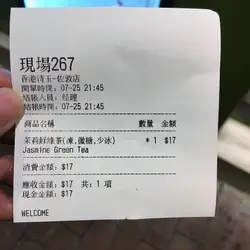 現場267
香港清玉-佐敦店
開單時間: 07-25 21:45
結帳時間: 07-25 21:45
結帳人員: 经理
商品名稱 數量 金額
茉莉鮮綠茶(凍,微糖,少冰) *1 $17
Jasmine Green Tea
消費金額: $17
應收金額: $17 共: 1 項
現金金額: $17
WELCOME